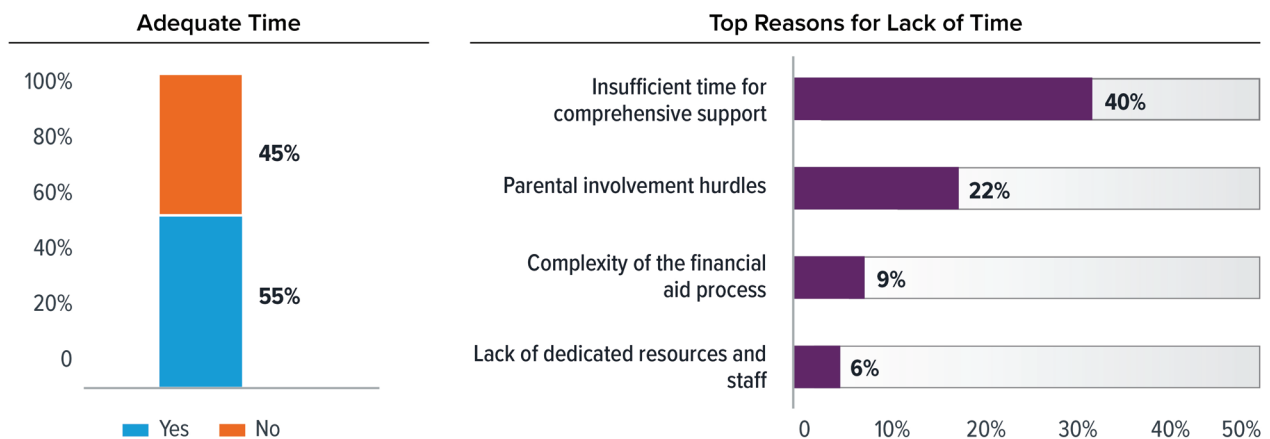 Adequate Time
100%
80%
60%
40%
20%
0
45%
55%
Yes
No
Top Reasons for Lack of Time
Insufficient time for
comprehensive support
40%
Parental involvement hurdles
22%
Complexity of the financial
aid process
9%
Lack of dedicated resources and
staff
6%
0 10% 20% 30% 40% 50%